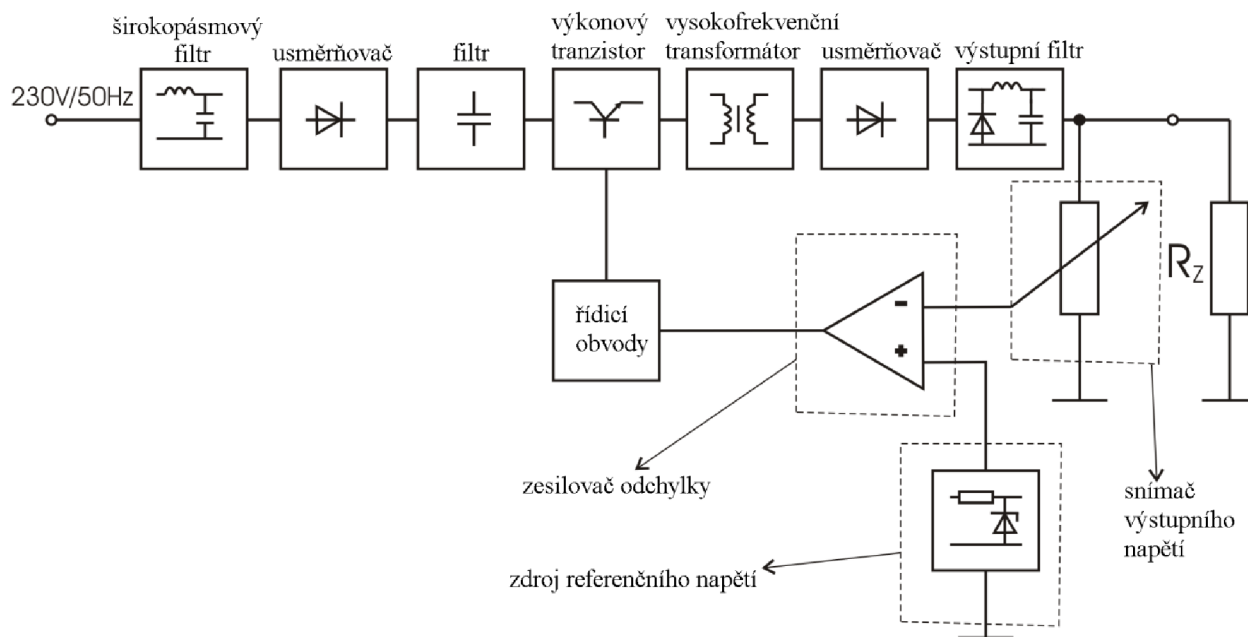 širokopásmový
filtr
usměrňovač
filtr
výkonový
tranzistor
vysokofrekvenční
transformátor
usměrňovač
výstupní filtr
230V/50Hz
řídicí
obvody
-
+
RZ
zesilovač odchylky
snímač
výstupního
napětí
zdroj referenčního napětí